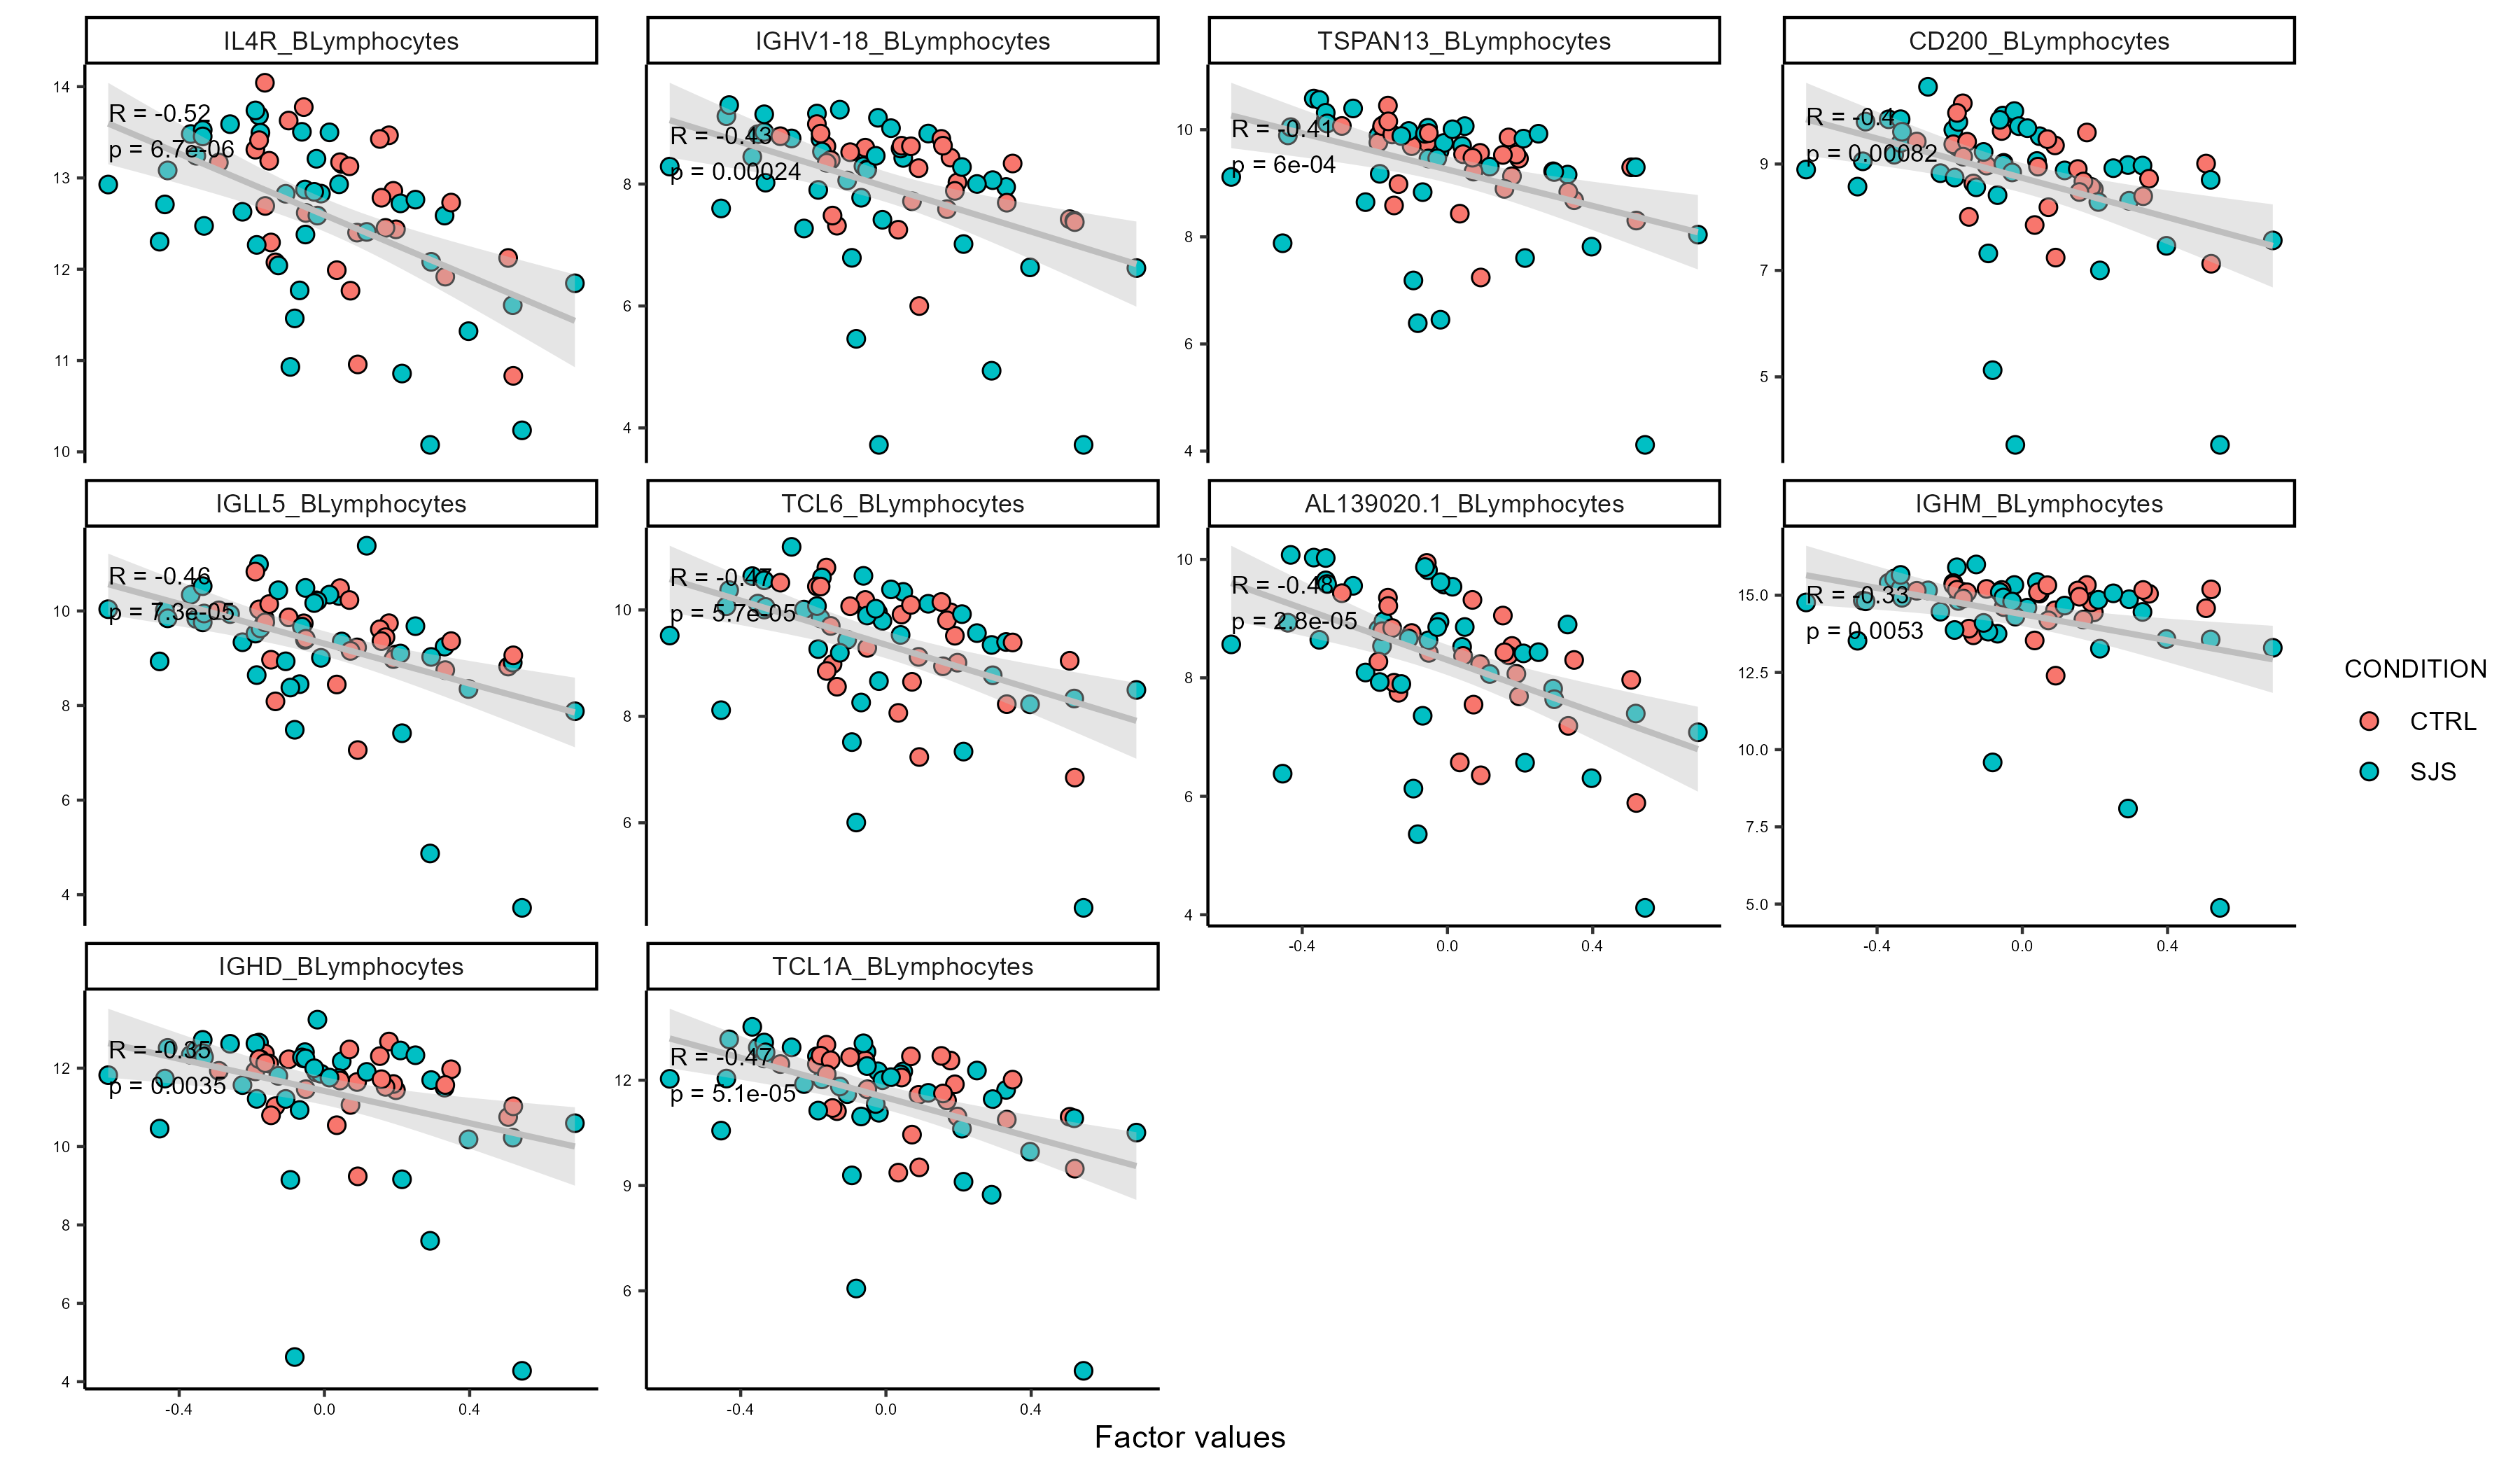 IL4R_BLymphocytes
R = -0.52
p = 6.7e-06
14
13
12
11
10
IGHV1-18_BLymphocytes
R = -0.43
p = 0.00024
8
6
4
TSPAN13_BLymphocytes
R = -0.41
p = 6e-04
10
8
6
4
CD200_BLymphocytes
R = -0.4
p = 0.00082
9
7
5
IGLL5_BLymphocytes
R = -0.46
p = 7.3e-05
10
8
6
4
TCL6_BLymphocytes
R = -0.47
p = 5.7e-05
10
8
6
AL139020.1_BLymphocytes
R = -0.48
p = 2.8e-05
10
8
6
4
-0.4 0.0 0.4
IGHM_BLymphocytes
R = -0.33
p = 0.0053
15.0
12.5
10.0
7.5
5.0
-0.4 0.0 0.4
IGHD_BLymphocytes
R = -0.35
p = 0.0035
12
10
8
6
4
-0.4 0.0 0.4
TCL1A_BLymphocytes
R = -0.47
p = 5.1e-05
12
9
6
-0.4 0.0 0.4
Factor values
CONDITION
CTRL
SJS